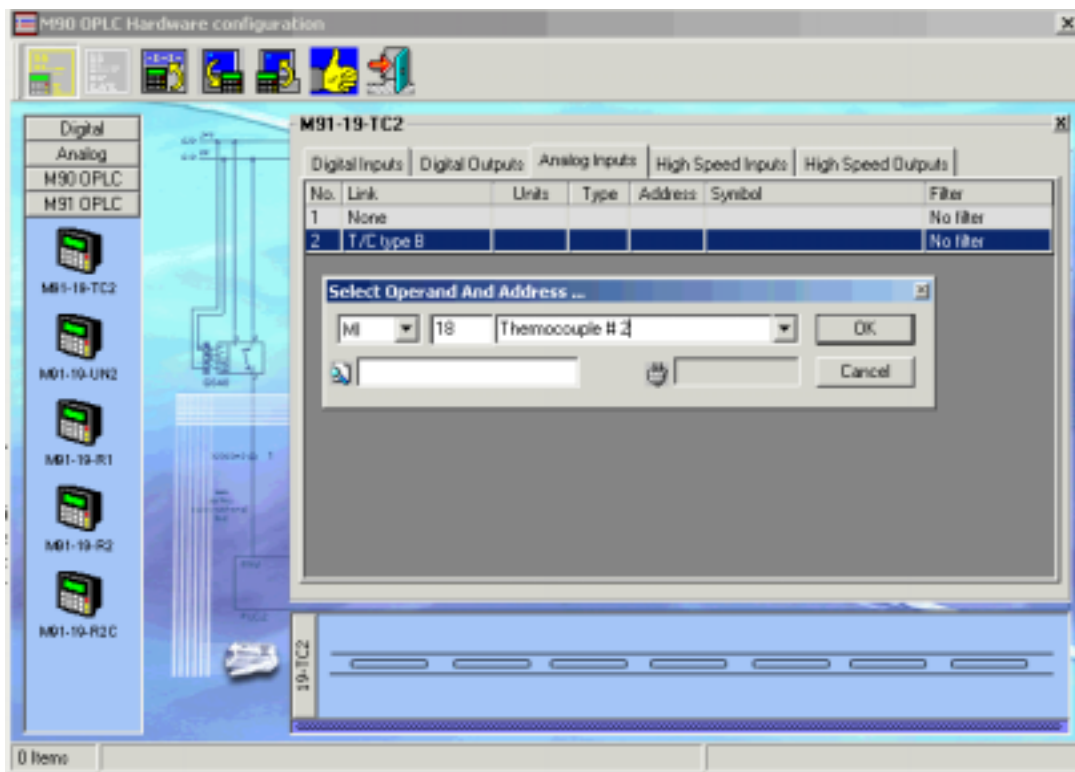 M90 OPLC Hardware configuration
Digital
Analog
M90 OPLC
M91 OPLC
M91-19-TC2
M91-19-UN2
M91-19-R1
M91-19-R2
M91-19-R2C
M91-19-TC2
Digital Inputs Digital Outputs Analog Inputs High Speed Inputs High Speed Outputs
No. Link Units Type Address Symbol Filter
1 None No filter
2 T/C type B No filter
Select Operand And Address ...
MI 18 Themocouple # 2 OK
Cancel
19-TC2
0 Items